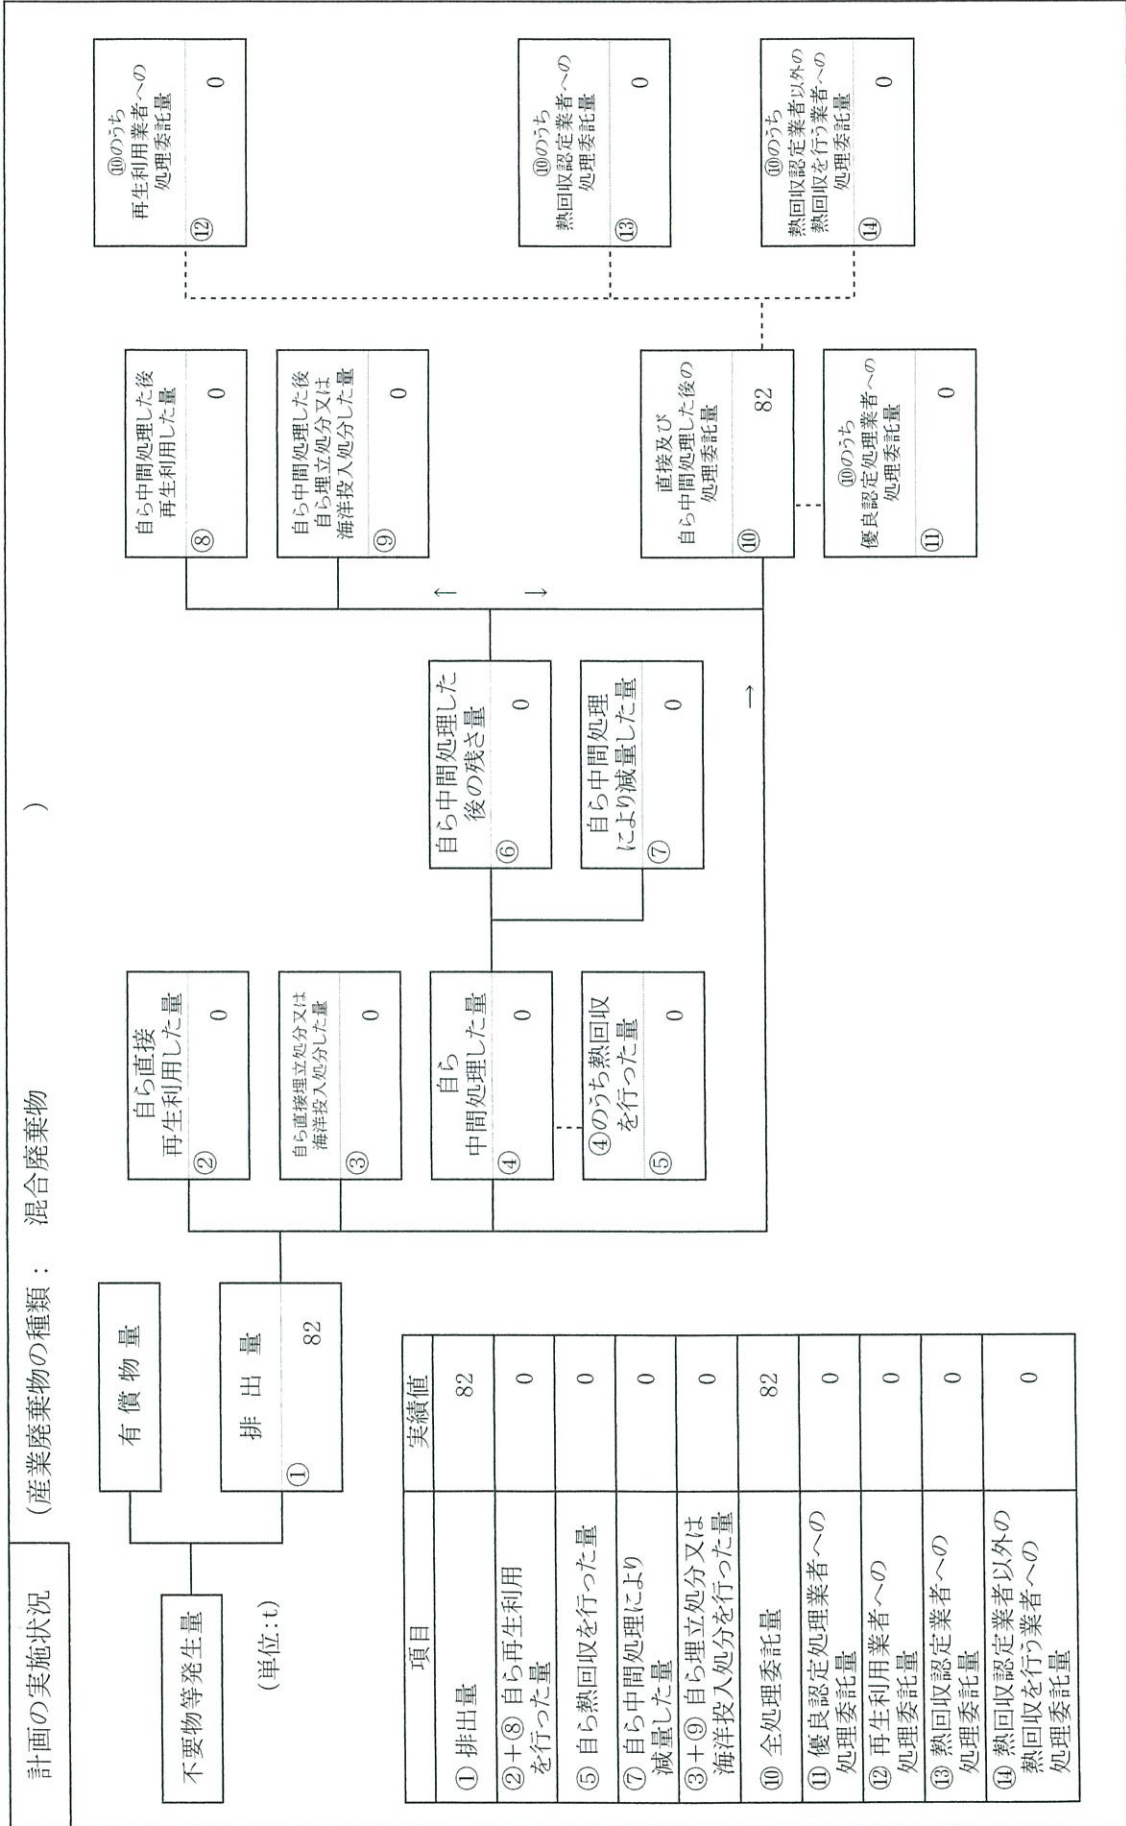 計画の実施状況
(産業廃棄物の種類： 混合廃棄物 )
不要物等発生量
(単位:t)
有償物量
排出量
① 82
自ら直接
再生利用した量
② 0
自ら直接埋立処分又は
海洋投入処分した量
③ 0
自ら
中間処理した量
④ 0
④のうち熱回収
を行った量
⑤ 0
自ら中間処理した
後の残さ量
⑥ 0
自ら中間処理
により減量した量
⑦ 0
→
↑
↓
自ら中間処理した後
再生利用した量
⑧ 0
自ら中間処理した後
自ら埋立処分又は
海洋投入処分した量
⑨ 0
直接及び
自ら中間処理した後の
処理委託量
⑩ 82
⑩のうち
優良認定処理業者への
処理委託量
⑪ 0
⑩のうち
再生利用業者への
処理委託量
⑫ 0
⑩のうち
熱回収認定業者への
処理委託量
⑬ 0
⑩のうち
熱回収認定業者以外の
熱回収を行う業者への
処理委託量
⑭ 0
項目 実績値
① 排出量 82
②+⑧ 自ら再生利用
を行った量 0
⑤ 自ら熱回収を行った量 0
⑦ 自ら中間処理により
減量した量 0
③+⑨ 自ら埋立処分又は
海洋投入処分を行った量 0
⑩ 全処理委託量 82
⑪ 優良認定処理業者への
処理委託量 0
⑫ 再生利用業者への
処理委託量 0
⑬ 熱回収認定業者への
処理委託量 0
⑭ 熱回収認定業者以外の
熱回収を行う業者への
処理委託量 0